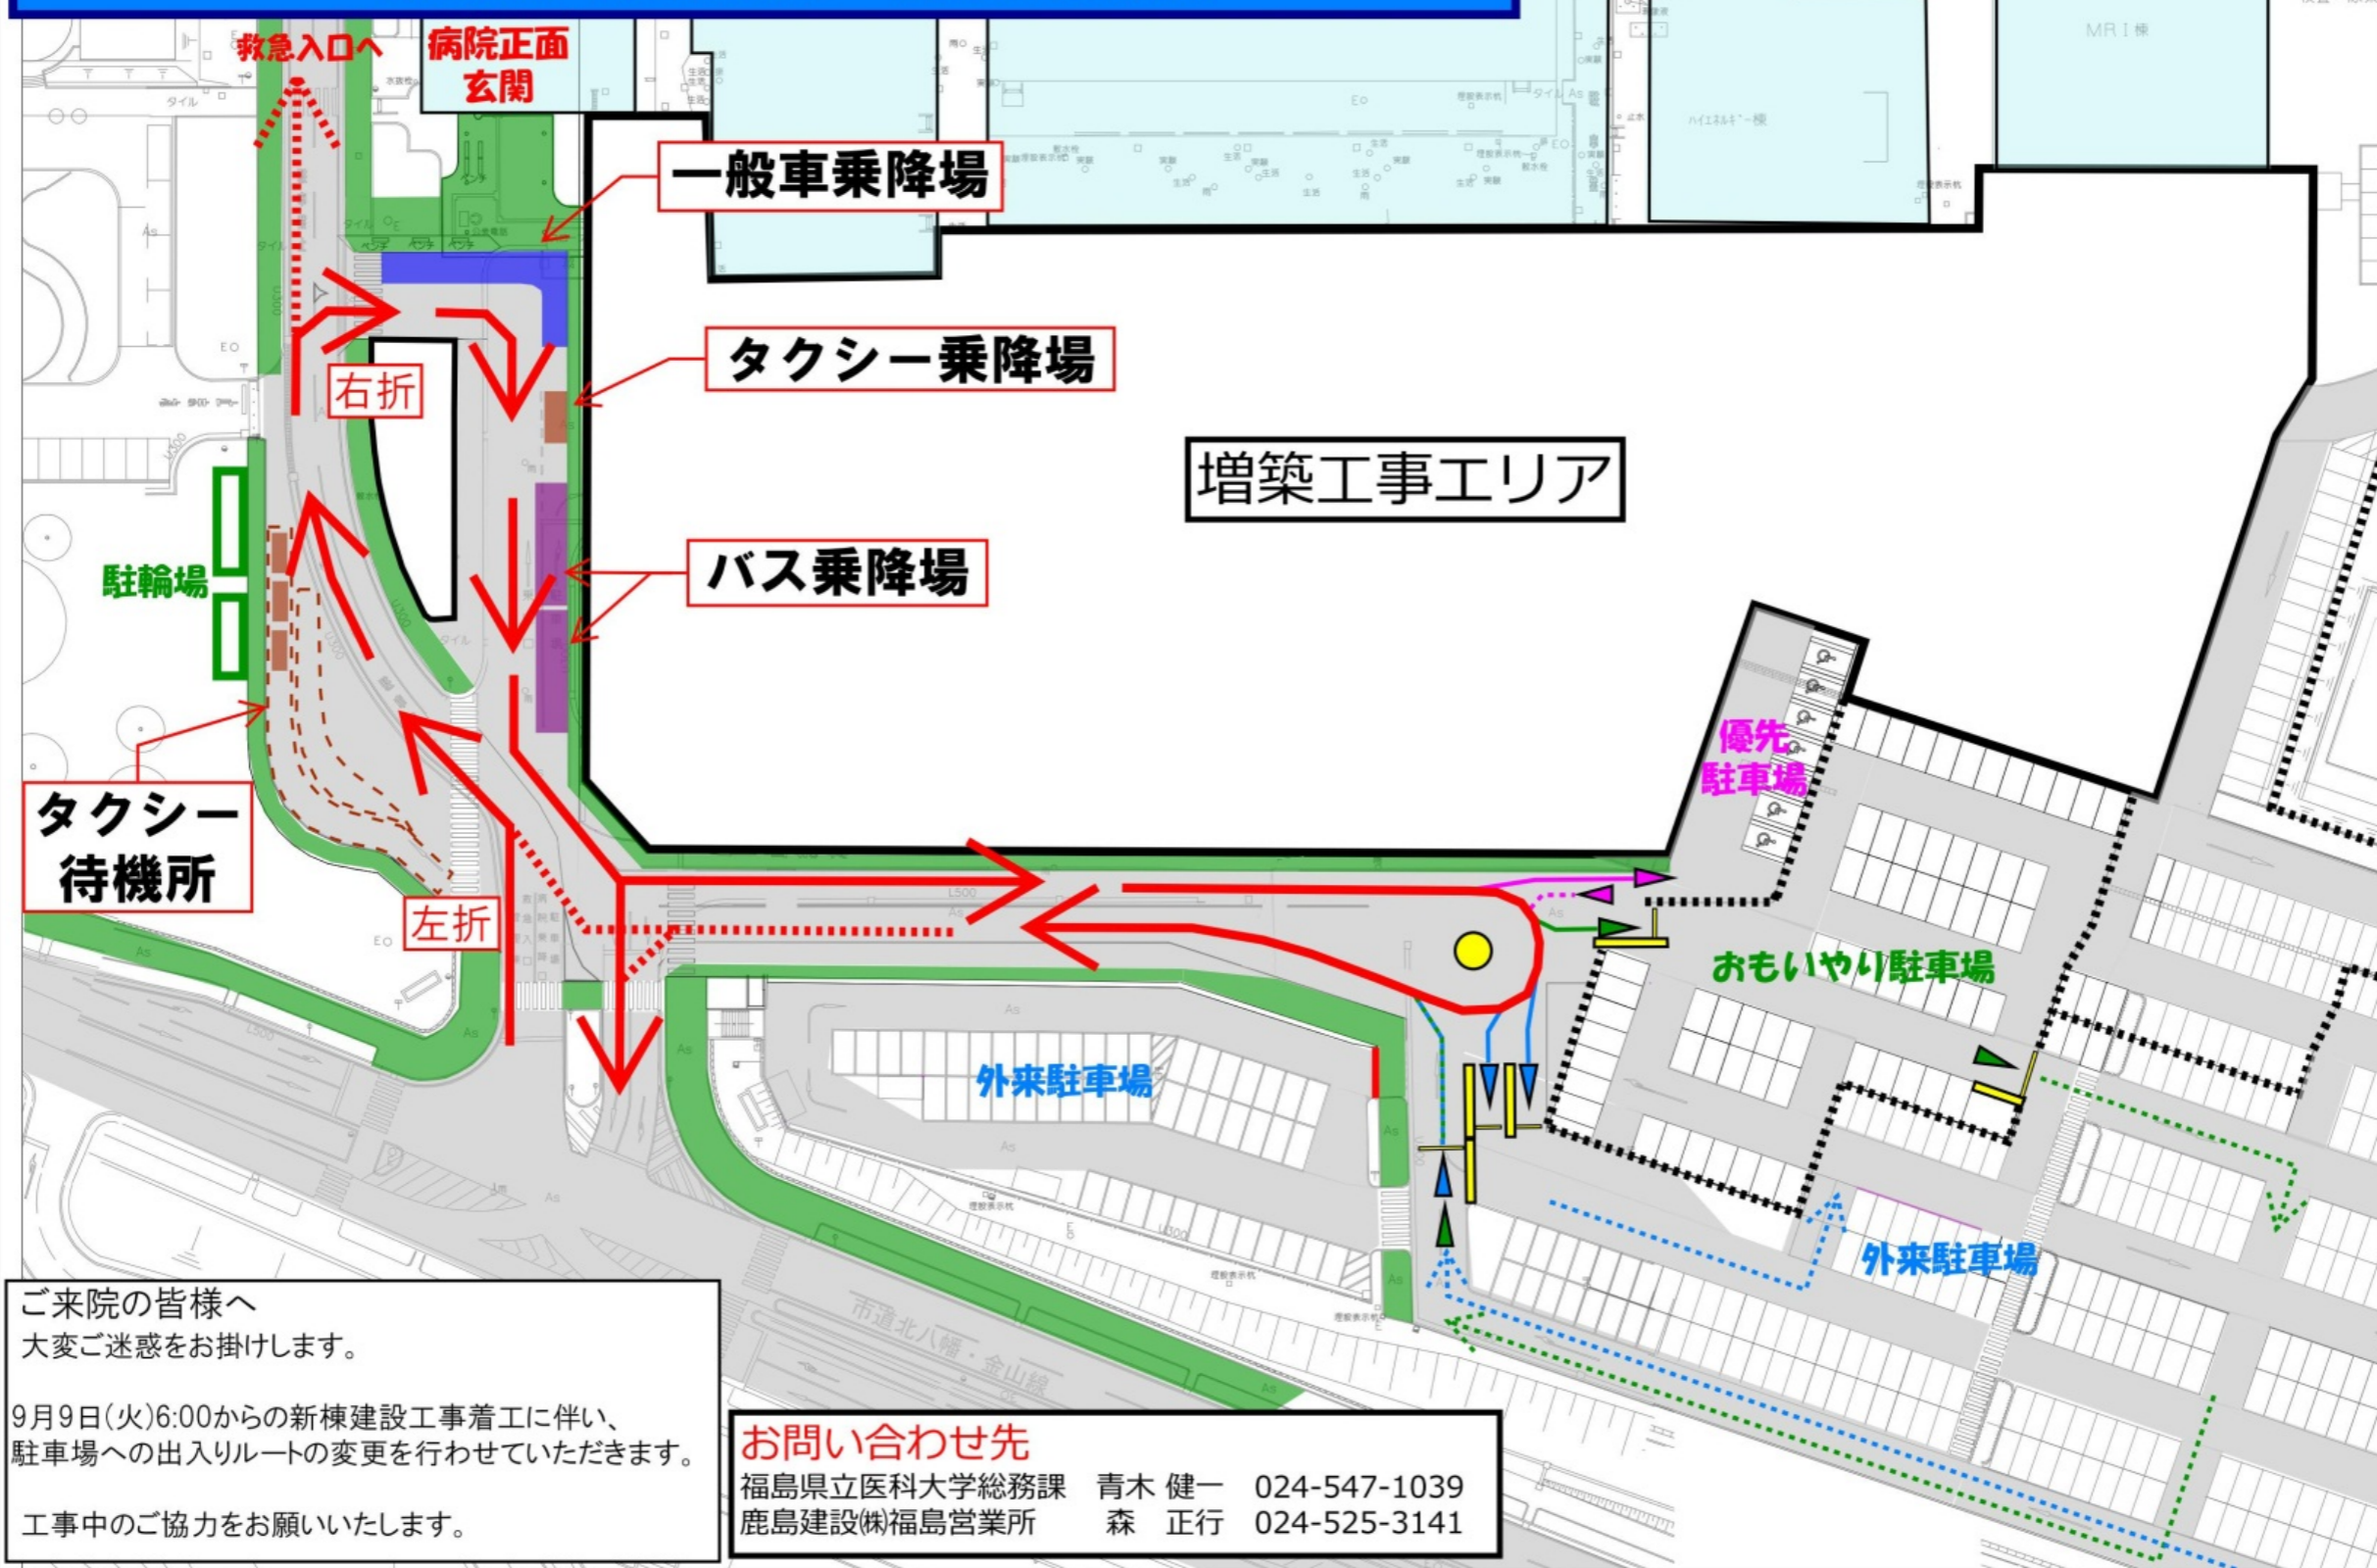 救急入口へ
病院正面
玄関
MRI棟
ハイエネルギー棟
タイル
一般車乗降場
タクシー乗降場
右折
増築工事エリア
バス乗降場
駐輪場
優先
駐車場
タクシー
待機所
左折
L500
おもいやり駐車場
外来駐車場
外来駐車場
市道北八幡・金山線
ご来院の皆様へ
大変ご迷惑をお掛けします。
9月9日(火)6:00からの新棟建設工事着工に伴い、
駐車場への出入りルートの変更を行わせていただきます。
工事中のご協力をお願いいたします。
お問い合わせ先
福島県立医科大学総務課 青木 健一 024-547-1039
鹿島建設㈱福島営業所 森 正行 024-525-3141